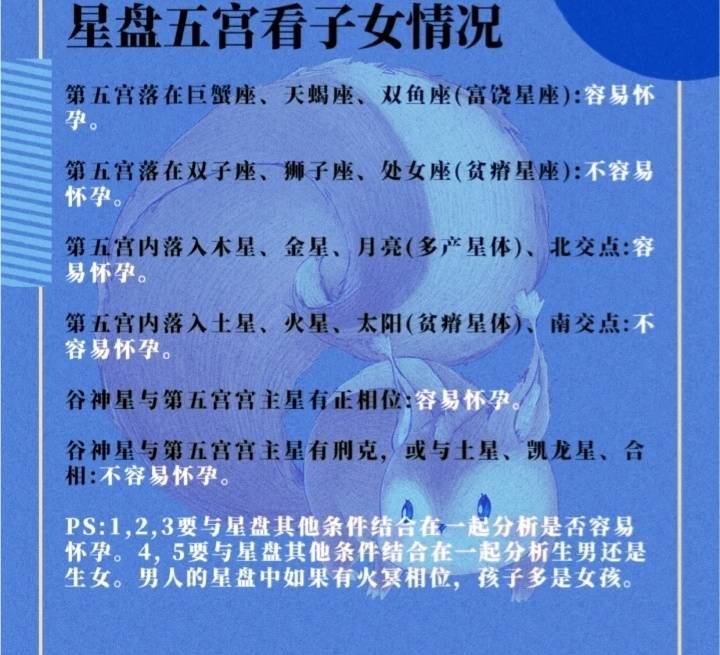 星盘五宫看子女情况
第五宫落在巨蟹座、天蝎座、双鱼座(富饶星座):容易怀
孕。
第五宫落在双子座、狮子座、处女座(贫瘠星座):不容易
怀孕。
第五宫内落入木星、金星、月亮(多产星体)、北交点:容
易怀孕。
第五宫内落入土星、火星、太阳(贫瘠星体)、南交点:不
容易怀孕。
谷神星与第五宫宫主星有正相位:容易怀孕。
谷神星与第五宫宫主星有刑克，或与土星、凯龙星、合
相:不容易怀孕。
PS:1,2,3要与星盘其他条件结合在一起分析是否容易
怀孕。4，5要与星盘其他条件结合在一起分析生男还是
生女。男人的星盘中如果有火冥相位，孩子多是女孩。